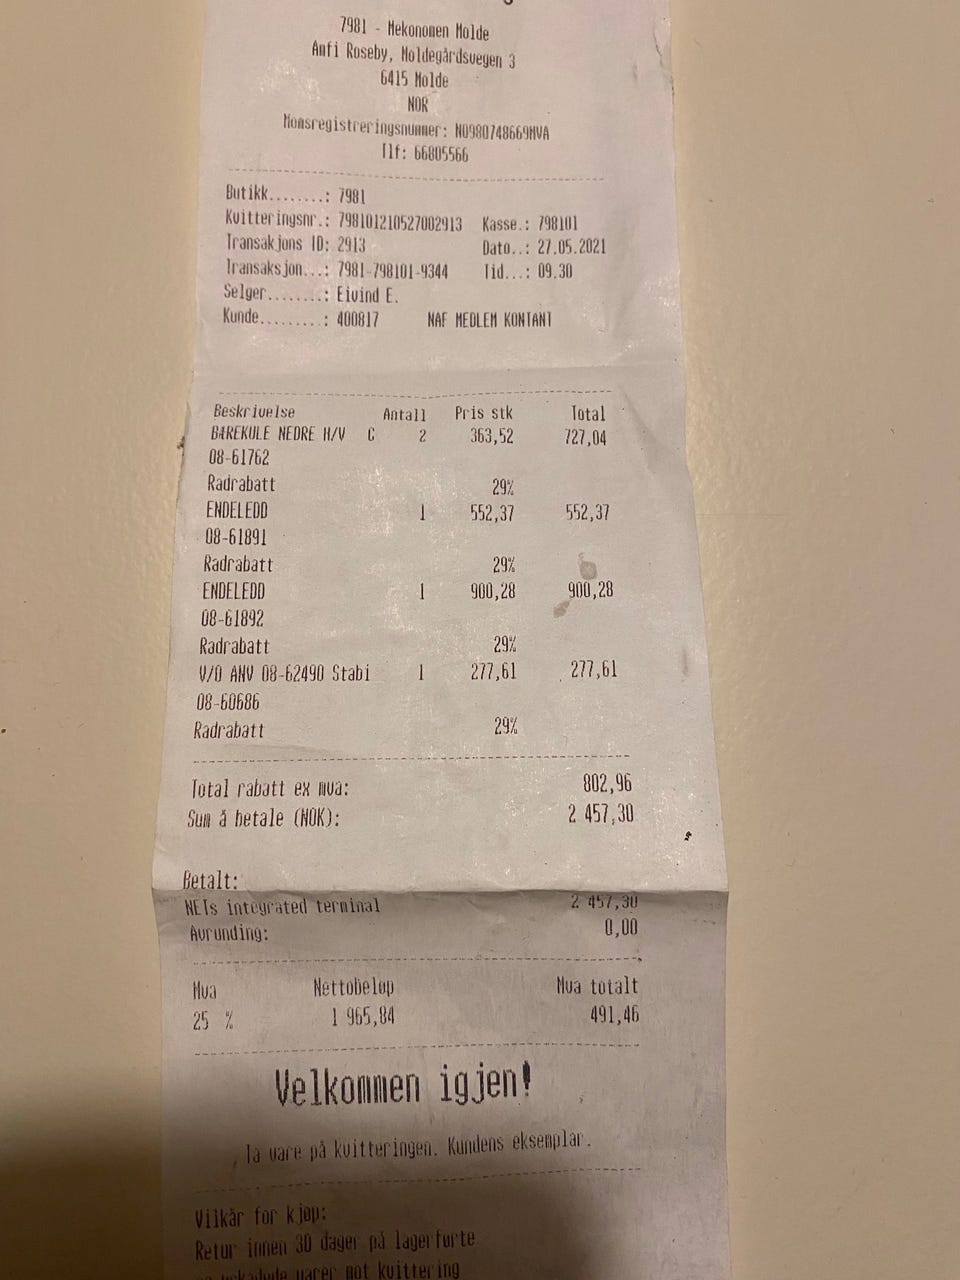 7981 - Mekonomen Molde
Amfi Roseby, Moldegårdsvegen 3
6415 Molde
NOR
Momsregistreringsnummer: NO980748669MVA
Tlf: 66805566
Butikk........: 7981
Kvitteringsnr.: 798101210527002913 Kasse.: 798101
Transaksjons ID: 2913 Dato..: 27.05.2021
Transaksjon...: 7981-798101-9344 Tid...: 09.30
Selger........: Eivind E.
Kunde.........: 400817 NAF MEDLEM KONTANT
Beskrivelse Antall Pris stk Total
BÆREKULE NEDRE H/V C 2 363,52 727,04
08-61762
Radrabatt 29%
ENDELEDD 1 552,37 552,37
08-61891
Radrabatt 29%
ENDELEDD 1 900,28 900,28
08-61892
Radrabatt 29%
V/O ANV 08-62490 Stabi 1 277,61 277,61
08-60686
Radrabatt 29%
Total rabatt ex mva: 802,96
Sum å betale (NOK): 2 457,30
Betalt:
NETs integrated terminal 2 457,30
Avrunding: 0,00
Mva Nettobeløp Mva totalt
25 % 1 965,84 491,46
Velkommen igjen!
Ta vare på kvitteringen. Kundens eksemplar.
Vilkår for kjøp:
Retur innen 30 dager på lagerførte
varer mot kvittering